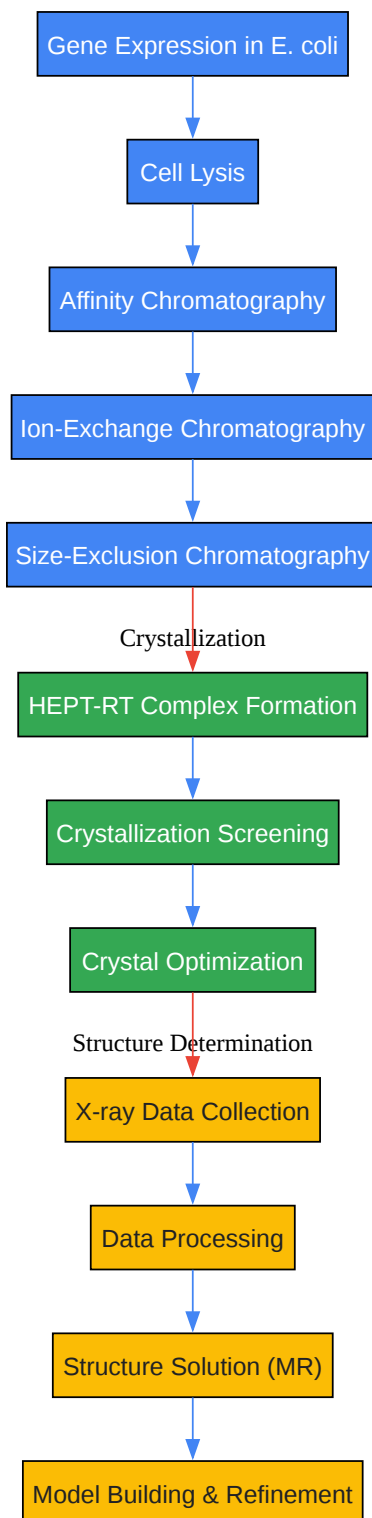 Gene Expression in E. coli
Cell Lysis
Affinity Chromatography
Ion-Exchange Chromatography
Size-Exclusion Chromatography
Crystallization
HEPT-RT Complex Formation
Crystallization Screening
Crystal Optimization
Structure Determination
X-ray Data Collection
Data Processing
Structure Solution (MR)
Model Building & Refinement